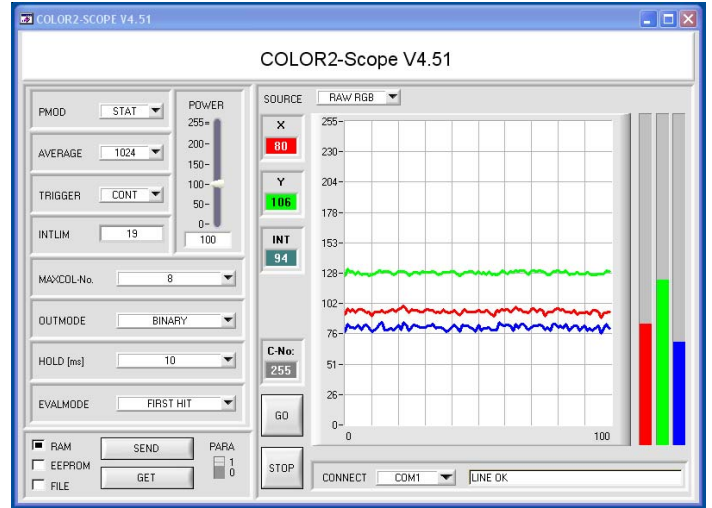 COLOR2-SCOPE V4.51
COLOR2-Scope V4.51
PMOD STAT
AVERAGE 1024
TRIGGER CONT
INTLIM 19
POWER
255
200
150
100
50
0
100
MAXCOL-No. 8
OUTMODE BINARY
HOLD [ms] 10
EVALMODE FIRST HIT
RAM
EEPROM
FILE
SEND
GET
PARA
1
0
SOURCE RAW RGB
X
80
Y
106
INT
94
C-No:
255
GO
STOP
255
230
204
178
153
128
102
76
51
26
0
0 100
CONNECT COM1 LINE OK